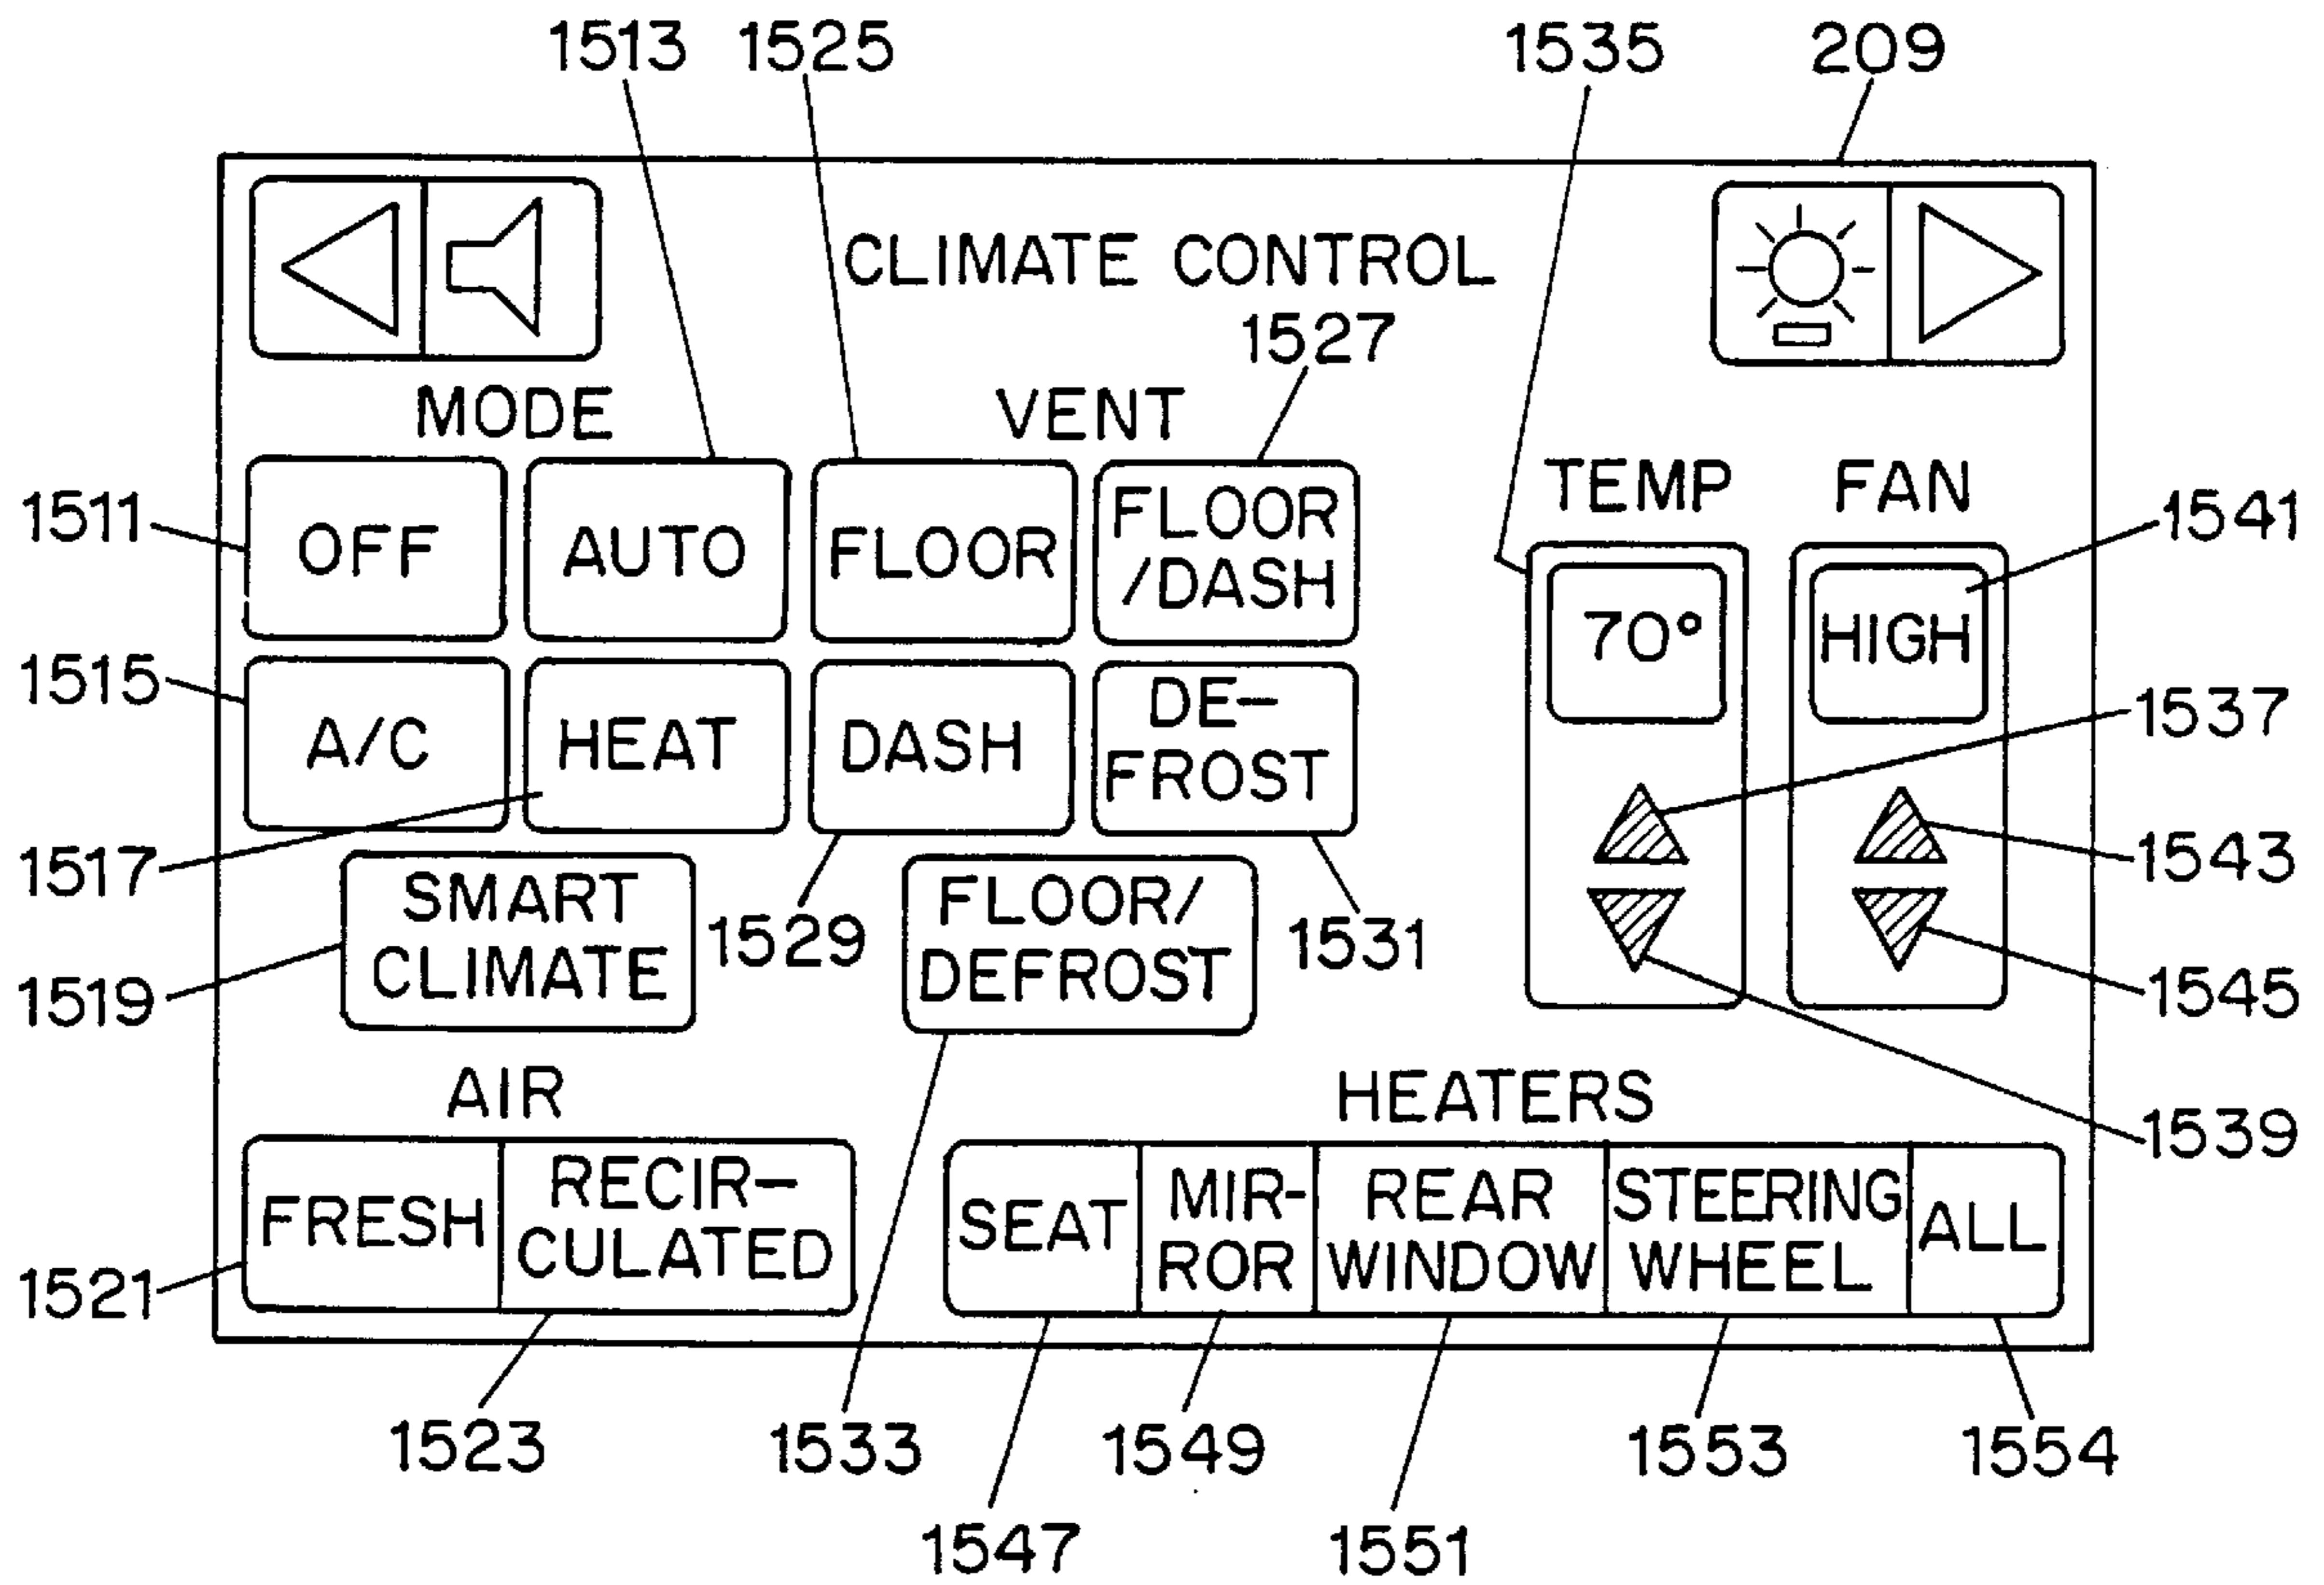 1513 1525 1535 209
CLIMATE CONTROL
1527
MODE VENT
TEMP FAN
1511 OFF AUTO FLOOR FLOOR
/DASH
70° HIGH 1541
1515 A/C HEAT DASH DE-
FROST
1537
1517 1543
SMART
CLIMATE
1529
FLOOR/
DEFROST
1531
1519 1545
AIR HEATERS
1539
FRESH RECIR-
CULATED
SEAT MIR-
ROR
REAR
WINDOW
STEERING
WHEEL
ALL
1521
1523 1533 1549 1553 1554
1547 1551